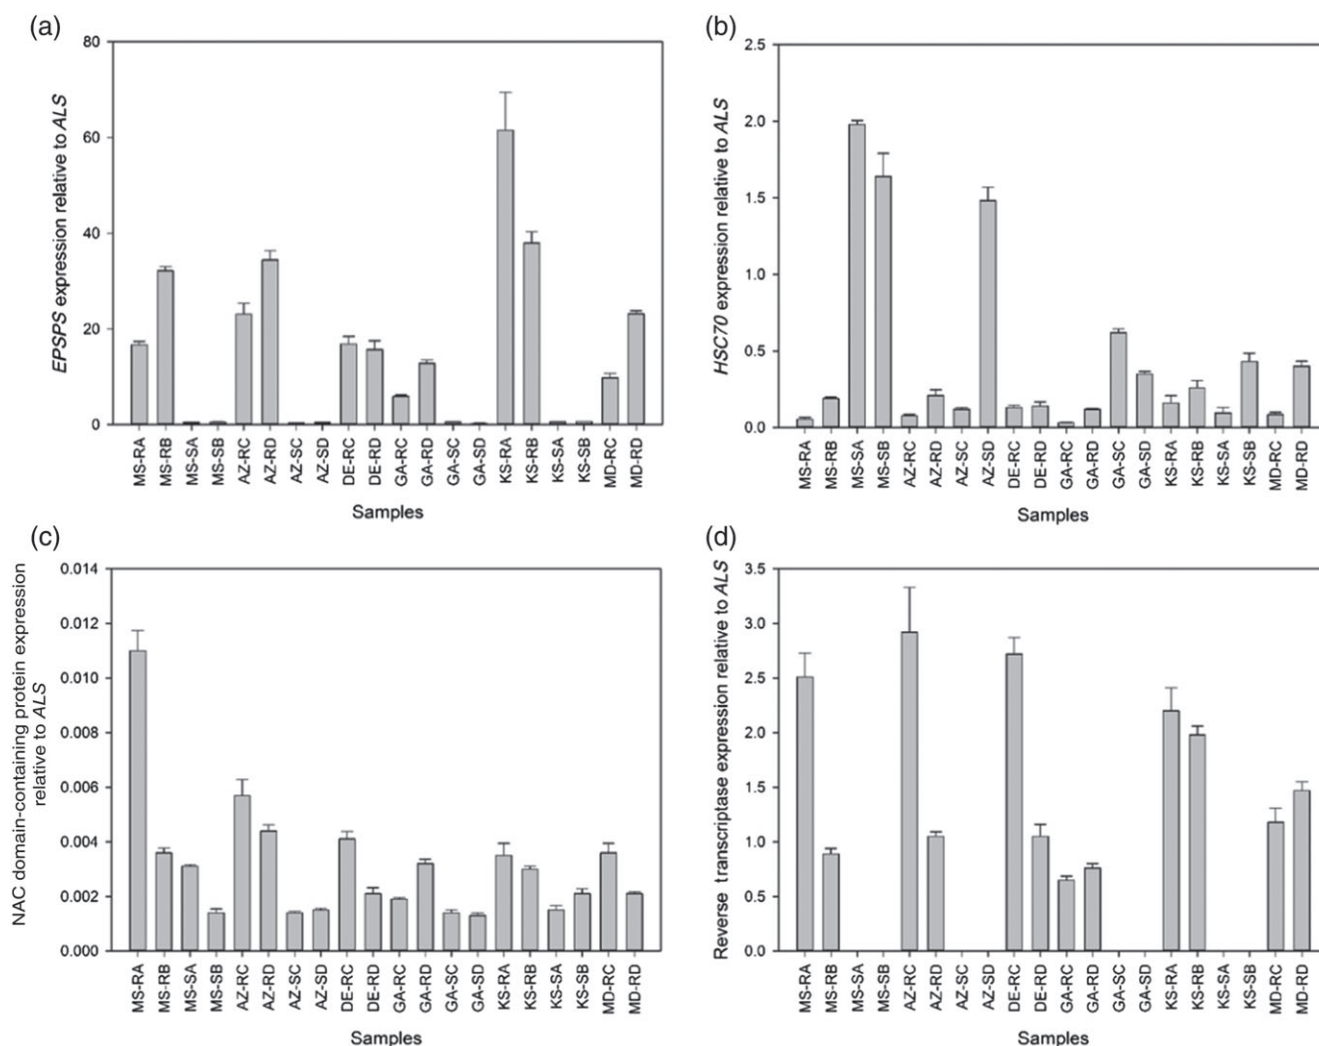 (a)
EPSPS expression relative to ALS
80
60
40
20
0
MS-RA
MS-RB
MS-SA
MS-SB
AZ-RC
AZ-RD
AZ-SC
AZ-SD
DE-RC
DE-RD
GA-RC
GA-RD
GA-SC
GA-SD
KS-RA
KS-RB
KS-SA
KS-SB
MD-RC
MD-RD
Samples
(b)
HSC70 expression relative to ALS
2.5
2.0
1.5
1.0
0.5
0.0
MS-RA
MS-RB
MS-SA
MS-SB
AZ-RC
AZ-RD
AZ-SC
AZ-SD
DE-RC
DE-RD
GA-RC
GA-RD
GA-SC
GA-SD
KS-RA
KS-RB
KS-SA
KS-SB
MD-RC
MD-RD
Samples
(c)
NAC domain-containing protein expression
relative to ALS
0.014
0.012
0.010
0.008
0.006
0.004
0.002
0.000
MS-RA
MS-RB
MS-SA
MS-SB
AZ-RC
AZ-RD
AZ-SC
AZ-SD
DE-RC
DE-RD
GA-RC
GA-RD
GA-SC
GA-SD
KS-RA
KS-RB
KS-SA
KS-SB
MD-RC
MD-RD
Samples
(d)
Reverse transcriptase expression relative to ALS
3.5
3.0
2.5
2.0
1.5
1.0
0.5
0.0
MS-RA
MS-RB
MS-SA
MS-SB
AZ-RC
AZ-RD
AZ-SC
AZ-SD
DE-RC
DE-RD
GA-RC
GA-RD
GA-SC
GA-SD
KS-RA
KS-RB
KS-SA
KS-SB
MD-RC
MD-RD
Samples